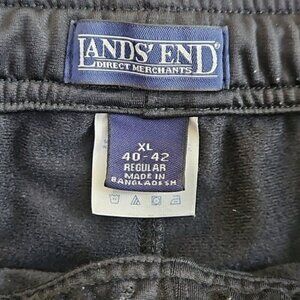 LANDS' END
DIRECT MERCHANTS
XL
40-42
REGULAR
MADE IN
BANGLADESH